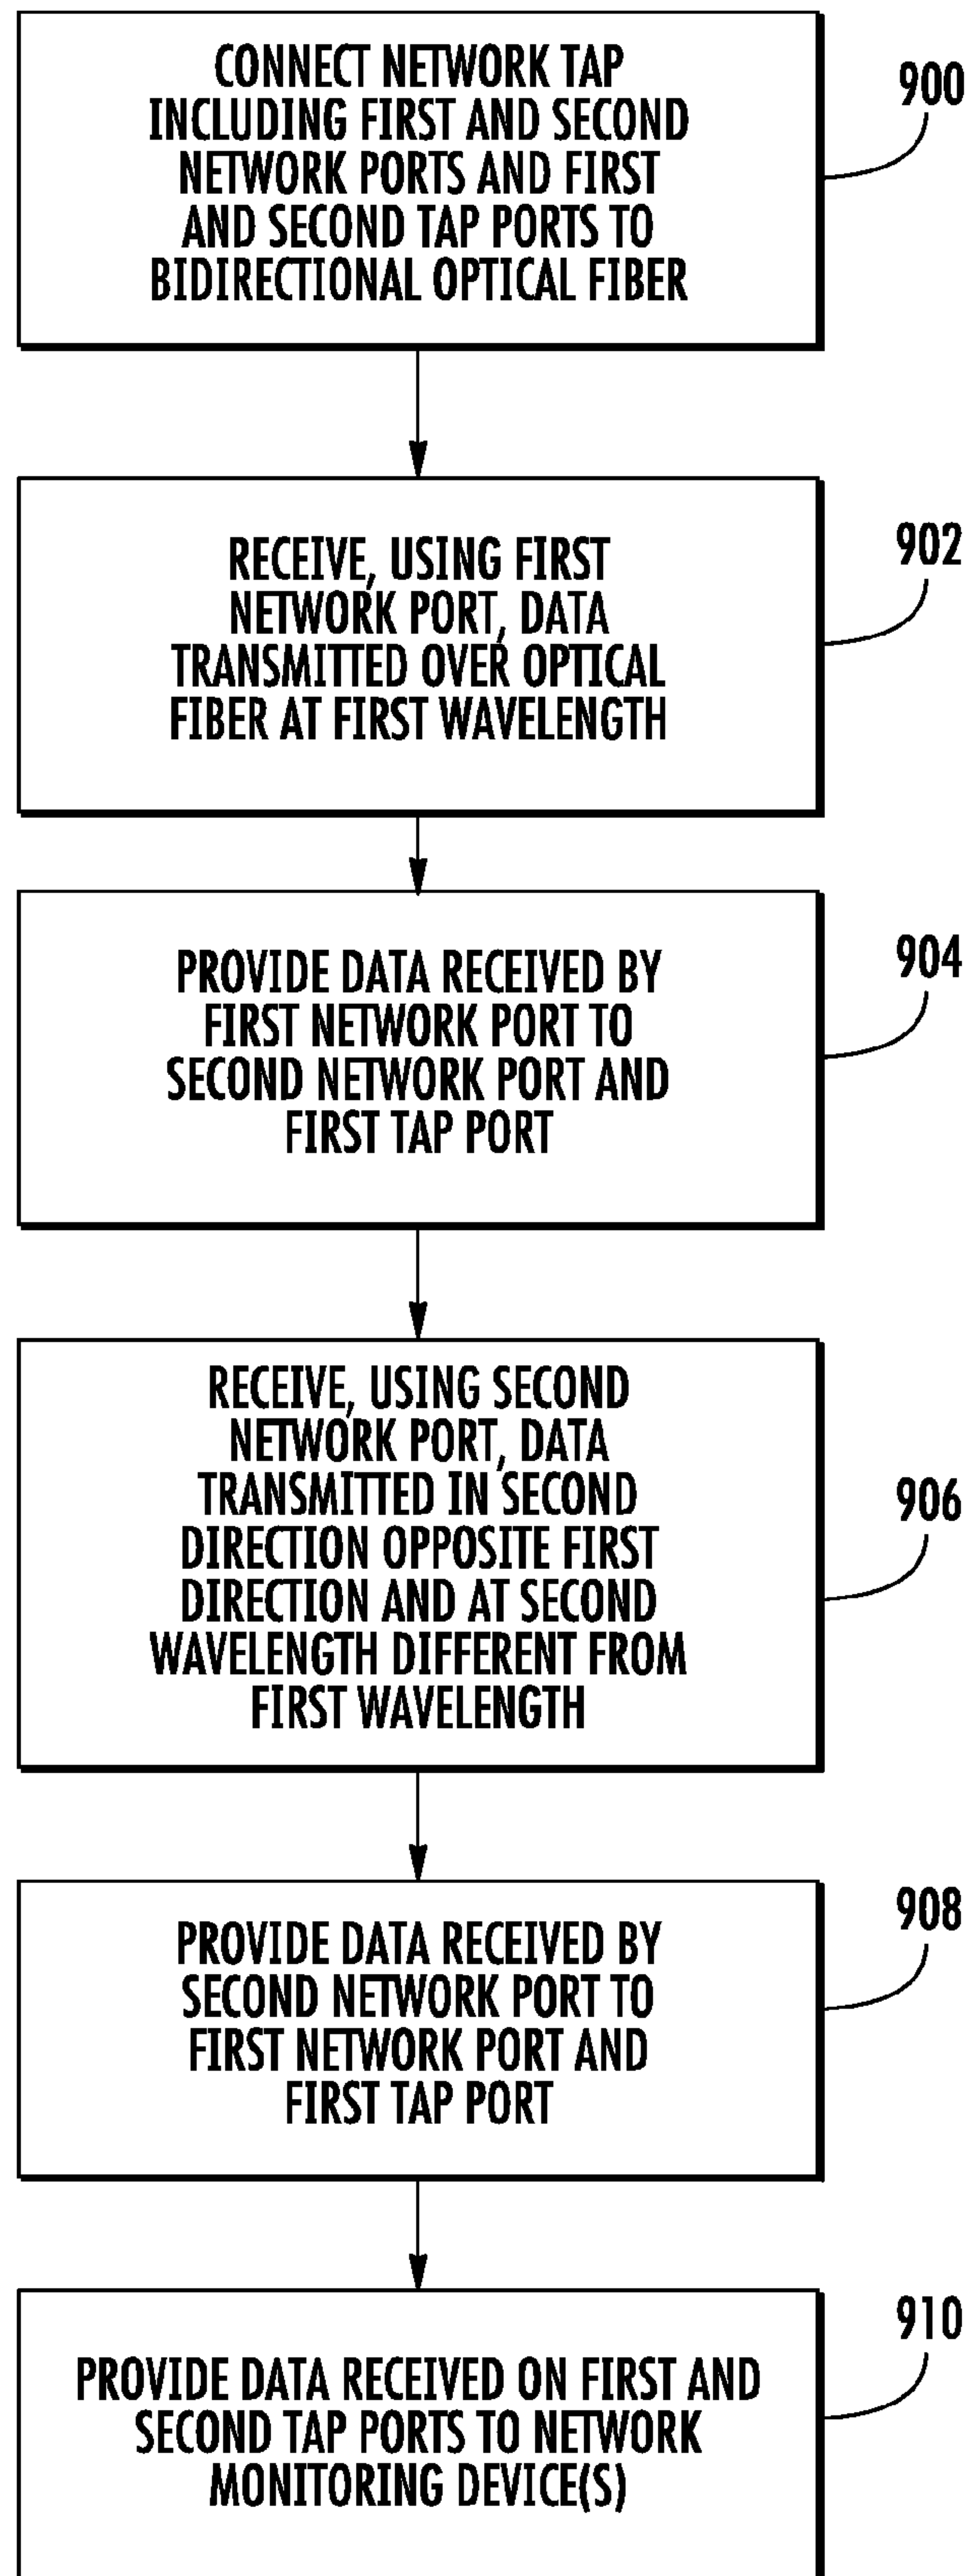 CONNECT NETWORK TAP
INCLUDING FIRST AND SECOND
NETWORK PORTS AND FIRST
AND SECOND TAP PORTS TO
BIDIRECTIONAL OPTICAL FIBER
900
RECEIVE, USING FIRST
NETWORK PORT, DATA
TRANSMITTED OVER OPTICAL
FIBER AT FIRST WAVELENGTH
902
PROVIDE DATA RECEIVED BY
FIRST NETWORK PORT TO
SECOND NETWORK PORT AND
FIRST TAP PORT
904
RECEIVE, USING SECOND
NETWORK PORT, DATA
TRANSMITTED IN SECOND
DIRECTION OPPOSITE FIRST
DIRECTION AND AT SECOND
WAVELENGTH DIFFERENT FROM
FIRST WAVELENGTH
906
PROVIDE DATA RECEIVED BY
SECOND NETWORK PORT TO
FIRST NETWORK PORT AND
FIRST TAP PORT
908
PROVIDE DATA RECEIVED ON FIRST AND
SECOND TAP PORTS TO NETWORK
MONITORING DEVICE(S)
910